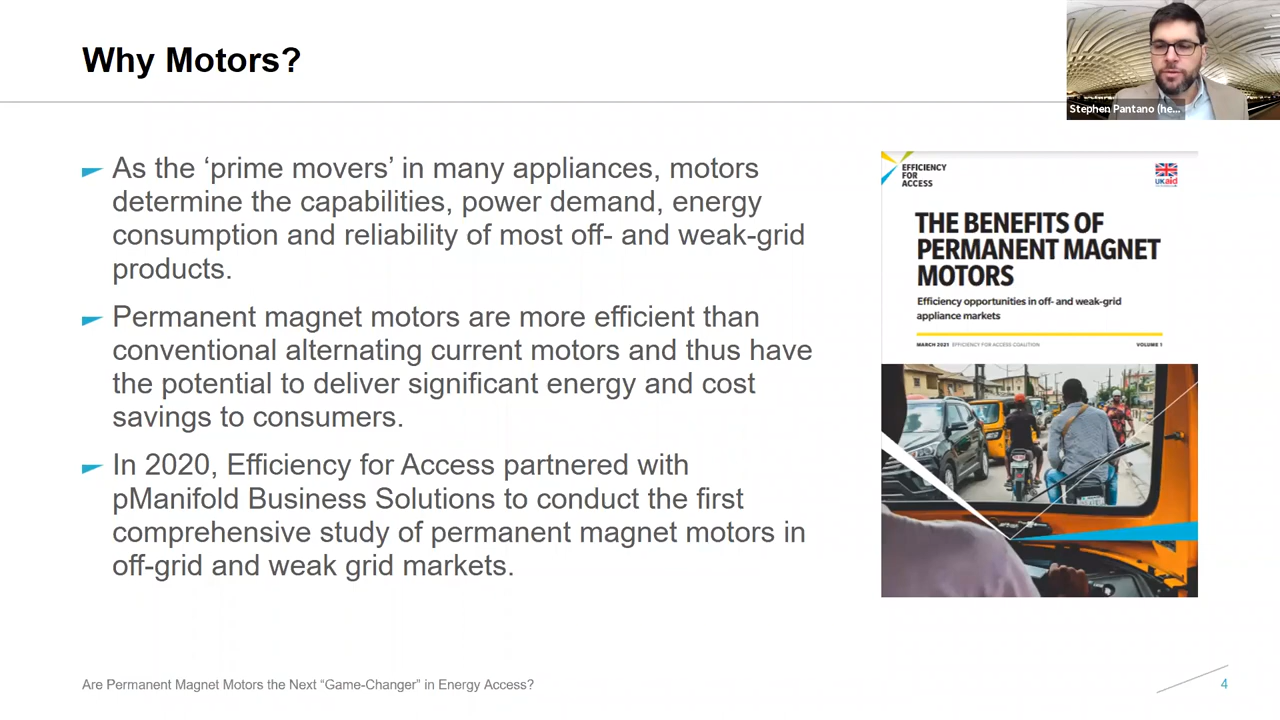 Why Motors?
Stephen Pantano (he...
As the ‘prime movers’ in many appliances, motors
determine the capabilities, power demand, energy
consumption and reliability of most off- and weak-grid
products.
Permanent magnet motors are more efficient than
conventional alternating current motors and thus have
the potential to deliver significant energy and cost
savings to consumers.
In 2020, Efficiency for Access partnered with
pManifold Business Solutions to conduct the first
comprehensive study of permanent magnet motors in
off-grid and weak grid markets.
EFFICIENCY
FOR
ACCESS
UKaid
THE BENEFITS OF
PERMANENT MAGNET
MOTORS
Efficiency opportunities in off- and weak-grid
appliance markets
MARCH 2021 EFFICIENCY FOR ACCESS COALITION VOLUME 1
Are Permanent Magnet Motors the Next “Game-Changer” in Energy Access?
4